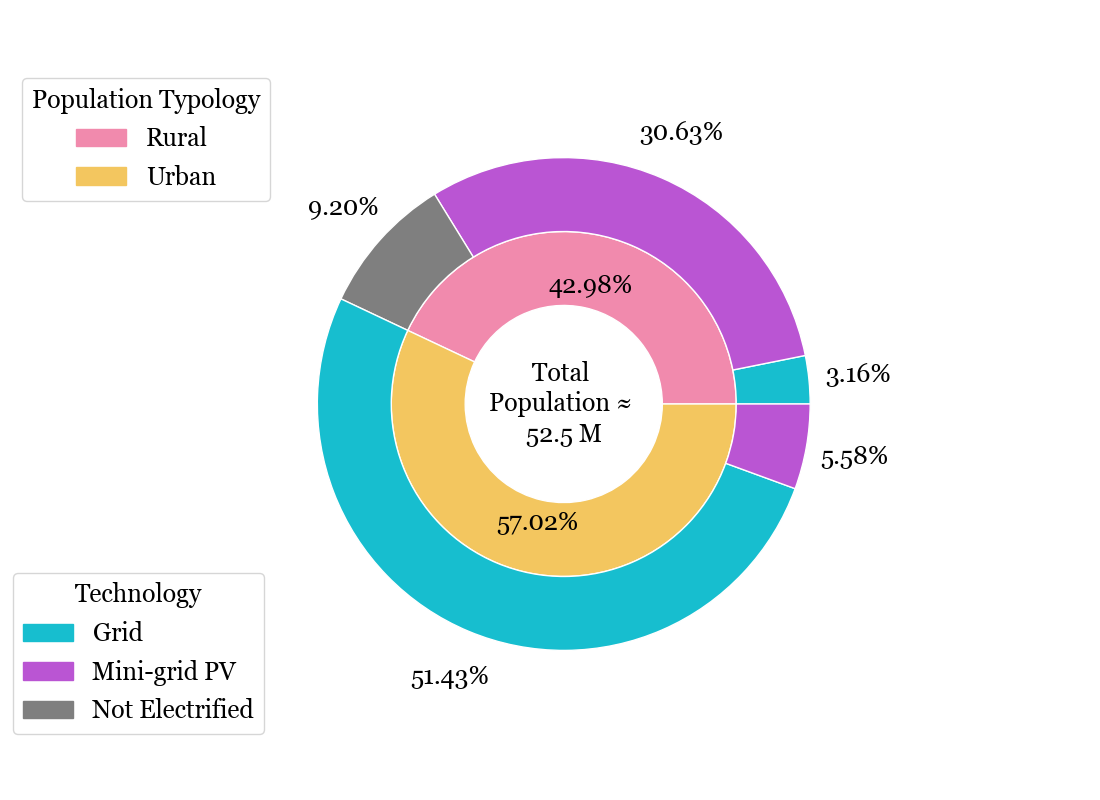 Population Typology
Rural
Urban
30.63%
9.20%
42.98%
3.16%
Total
Population ≈
52.5 M
5.58%
57.02%
51.43%
Technology
Grid
Mini-grid PV
Not Electrified